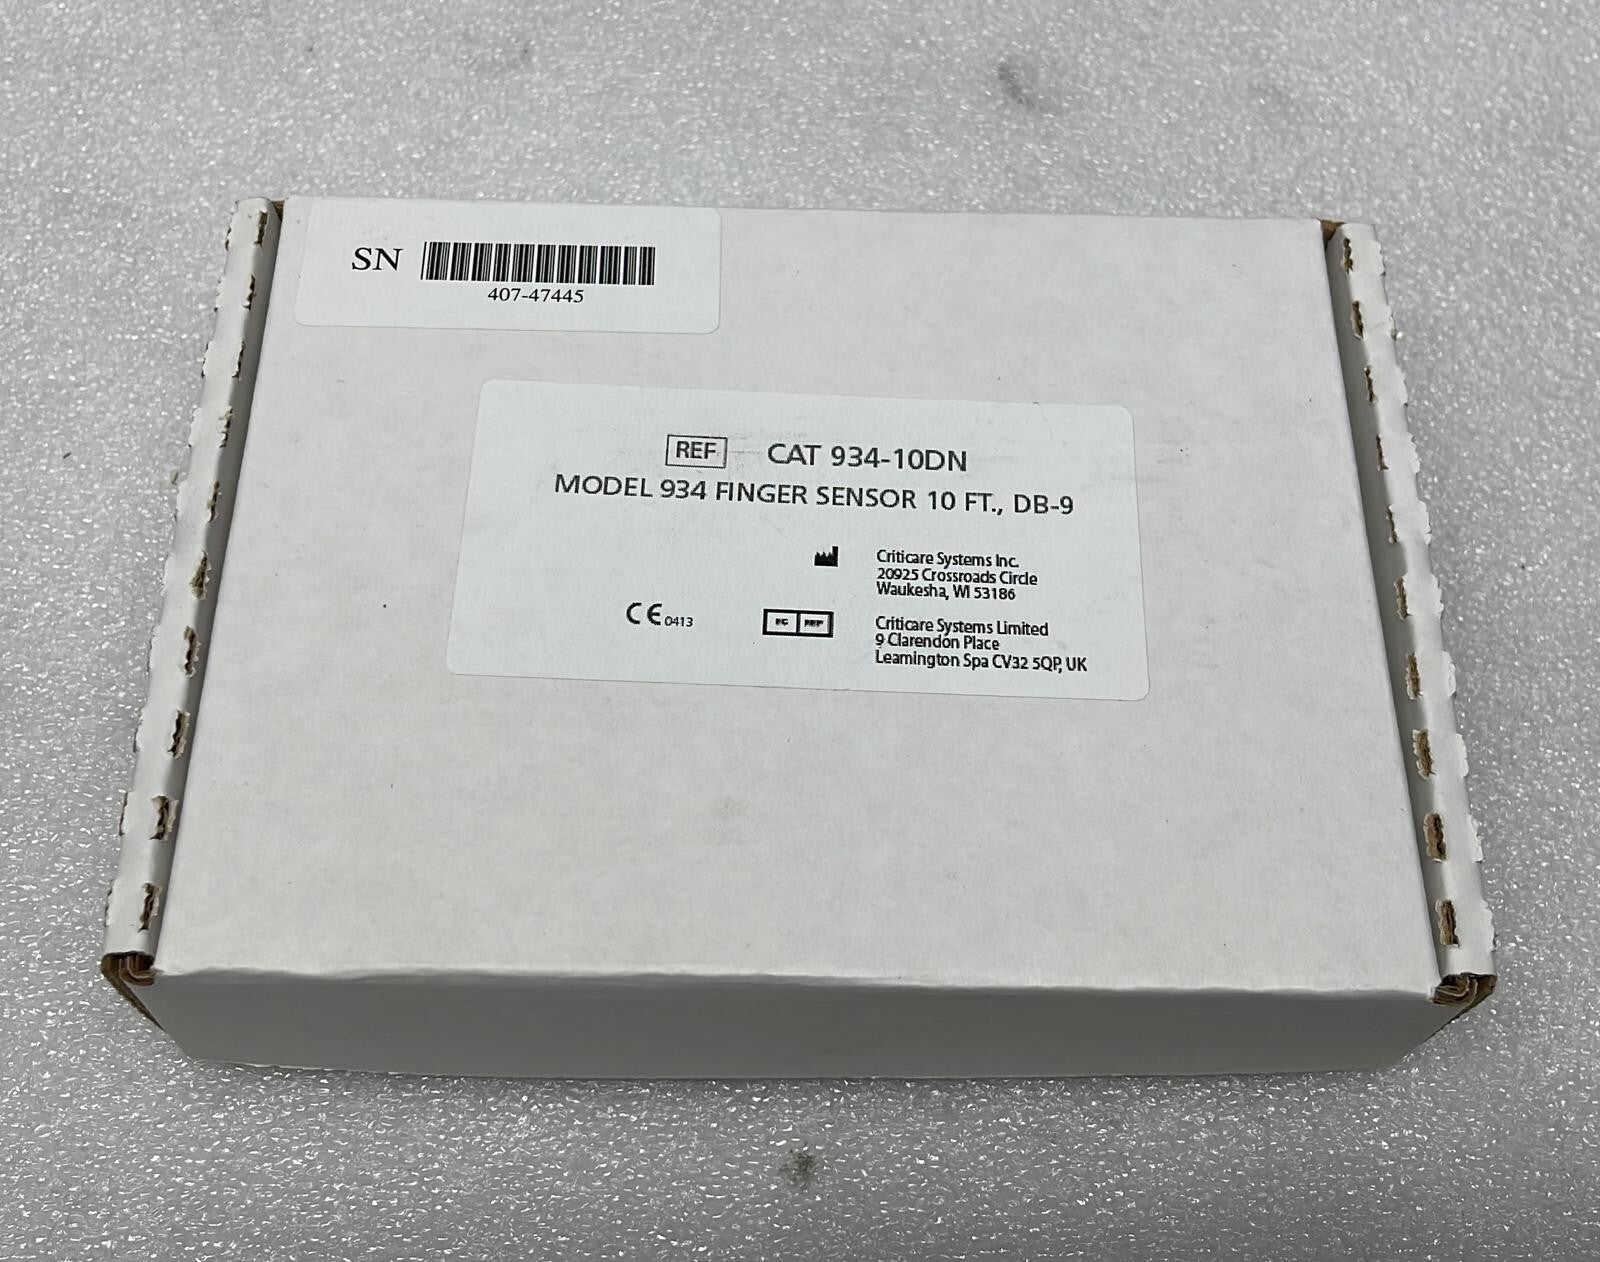 SN
407-47445
REF CAT 934-10DN
MODEL 934 FINGER SENSOR 10 FT., DB-9
Criticare Systems Inc.
20925 Crossroads Circle
Waukesha, WI 53186
CE 0413
EC REP
Criticare Systems Limited
9 Clarendon Place
Leamington Spa CV32 5QP, UK